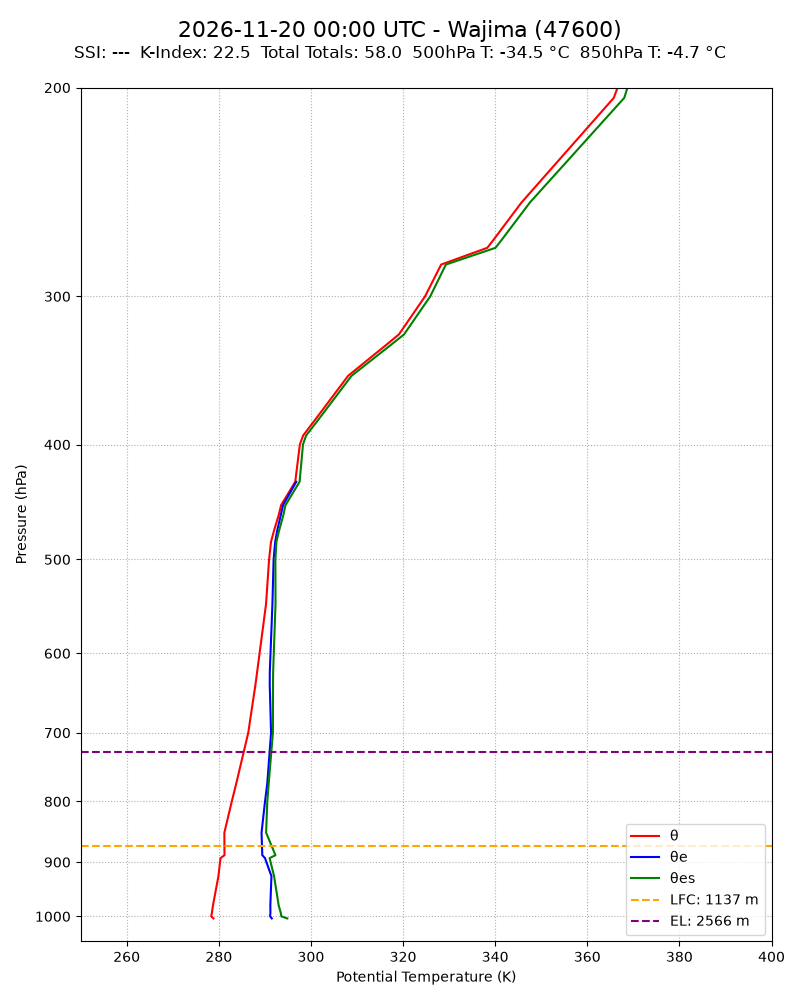 2026-11-20 00:00 UTC - Wajima (47600)
SSI: --- K-Index: 22.5 Total Totals: 58.0 500hPa T: -34.5 °C 850hPa T: -4.7 °C
200
300
400
500
600
700
800
900
1000
Pressure (hPa)
260 280 300 320 340 360 380 400
Potential Temperature (K)
θ
θe
θes
LFC: 1137 m
EL: 2566 m